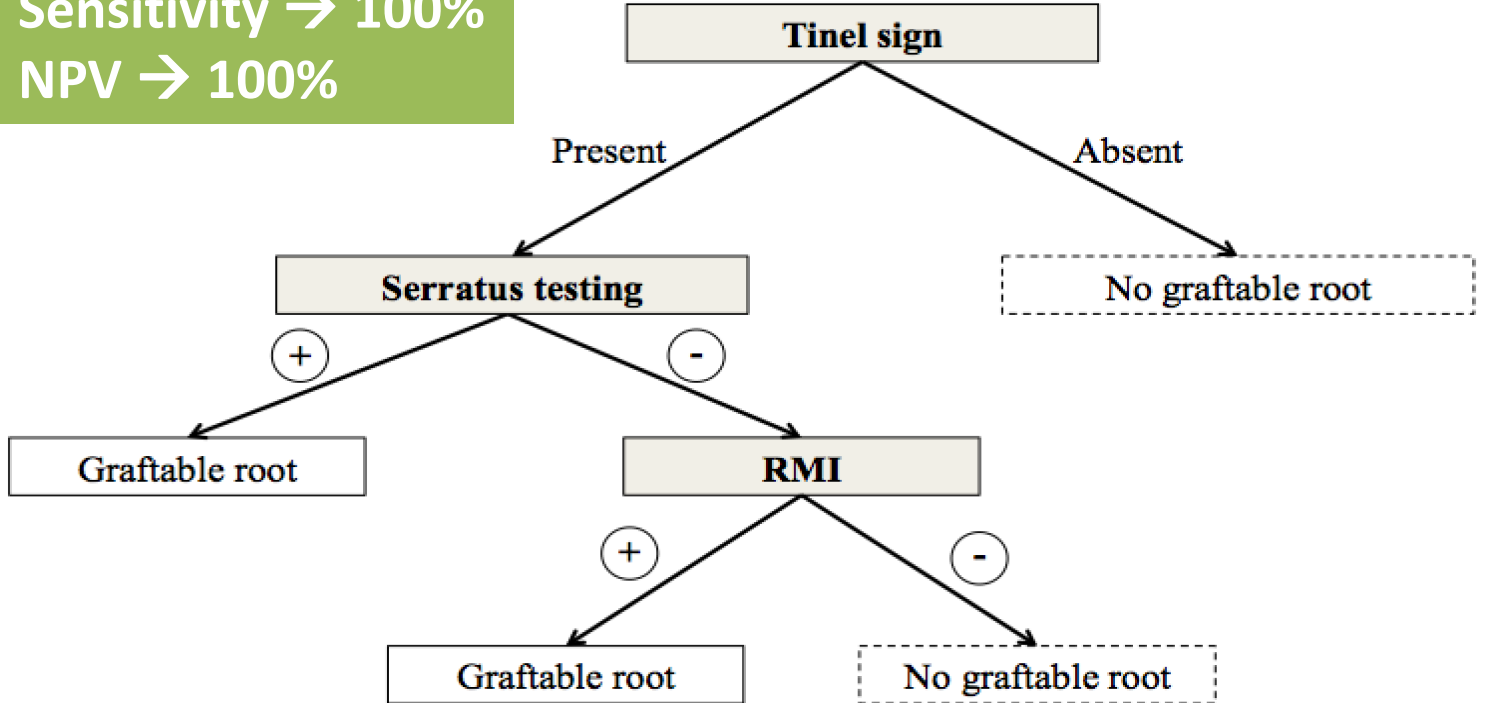 Sensitivity → 100%
NPV → 100%
Tinel sign
Present
Absent
Serratus testing
No graftable root
+
-
Graftable root
RMI
+
-
Graftable root
No graftable root